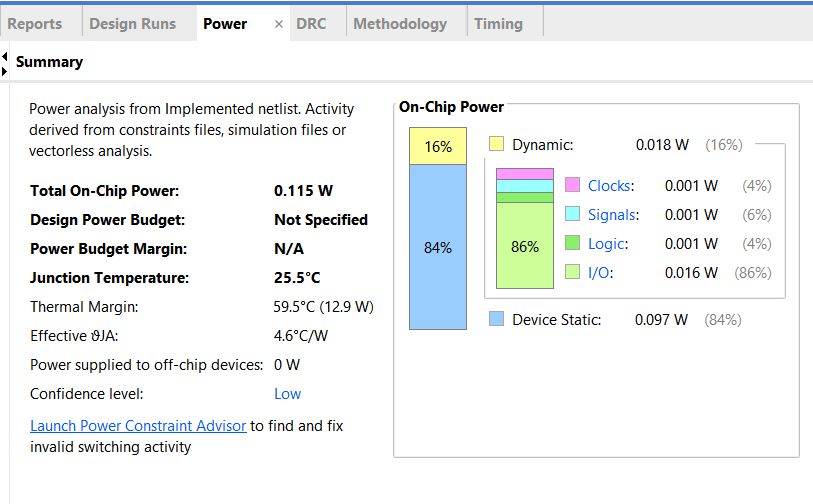 Reports Design Runs Power × DRC Methodology Timing
Summary
Power analysis from Implemented netlist. Activity
derived from constraints files, simulation files or
vectorless analysis.
Total On-Chip Power: 0.115 W
Design Power Budget: Not Specified
Power Budget Margin: N/A
Junction Temperature: 25.5°C
Thermal Margin: 59.5°C (12.9 W)
Effective ϑJA: 4.6°C/W
Power supplied to off-chip devices: 0 W
Confidence level: Low
Launch Power Constraint Advisor to find and fix
invalid switching activity
On-Chip Power
16%
84%
Dynamic: 0.018 W (16%)
86%
Clocks: 0.001 W (4%)
Signals: 0.001 W (6%)
Logic: 0.001 W (4%)
I/O: 0.016 W (86%)
Device Static: 0.097 W (84%)